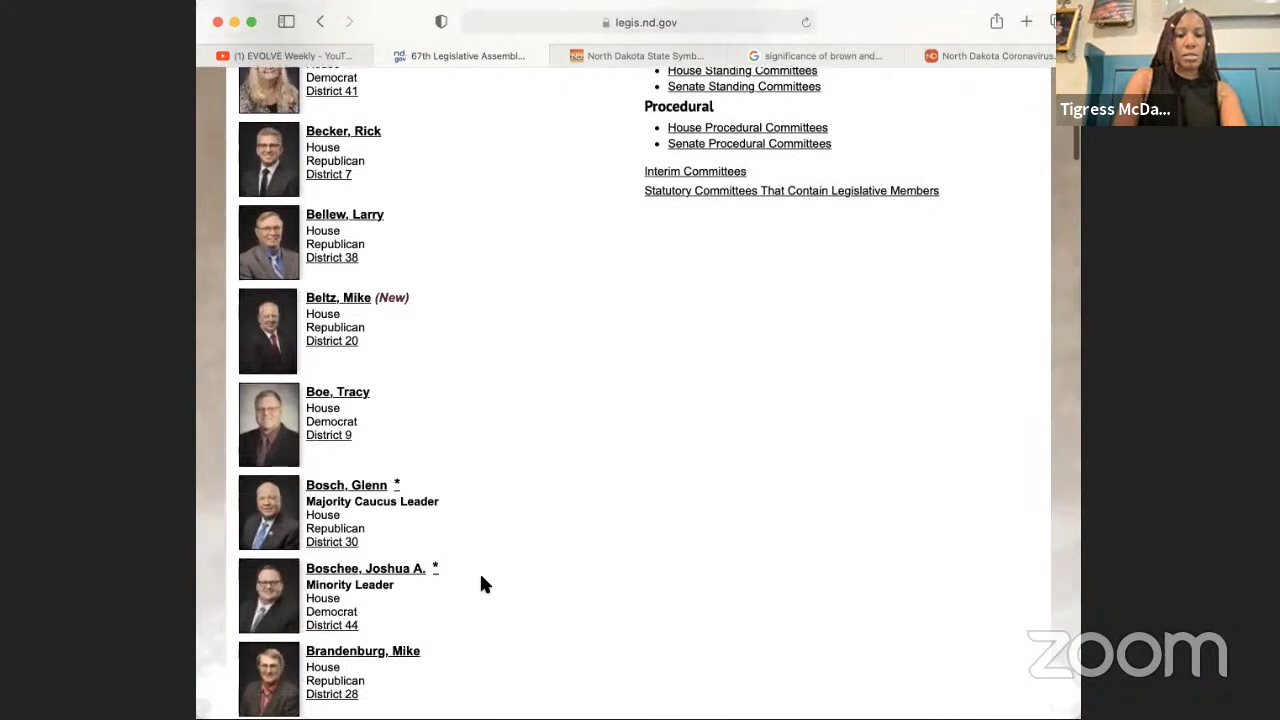 legis.nd.gov
(1) EVOLVE Weekly - YouT...
67th Legislative Assembl...
North Dakota State Symb...
significance of brown and...
North Dakota Coronavirus
Tigress McDa...
House
Democrat
District 41
Becker, Rick
House
Republican
District 7
Bellew, Larry
House
Republican
District 38
Beltz, Mike (New)
House
Republican
District 20
Boe, Tracy
House
Democrat
District 9
Bosch, Glenn *
Majority Caucus Leader
House
Republican
District 30
Boschee, Joshua A. *
Minority Leader
House
Democrat
District 44
Brandenburg, Mike
House
Republican
District 28
House Standing Committees
Senate Standing Committees
Procedural
House Procedural Committees
Senate Procedural Committees
Interim Committees
Statutory Committees That Contain Legislative Members
zoom